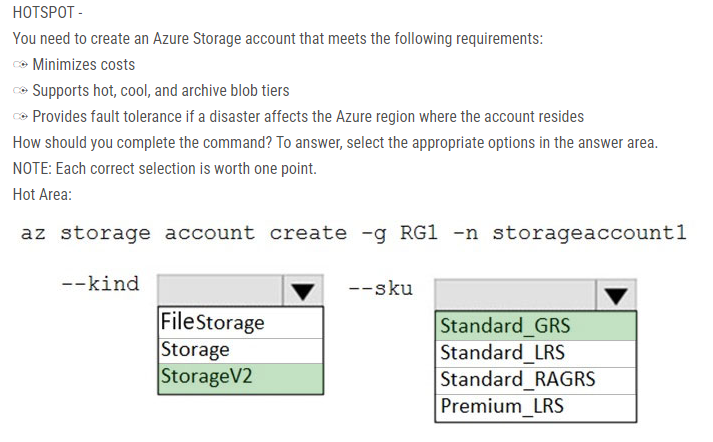 HOTSPOT -
You need to create an Azure Storage account that meets the following requirements:
Minimizes costs
Supports hot, cool, and archive blob tiers
Provides fault tolerance if a disaster affects the Azure region where the account resides
How should you complete the command? To answer, select the appropriate options in the answer area.
NOTE: Each correct selection is worth one point.
Hot Area:
az storage account create -g RG1 -n storageaccount1
--kind
FileStorage
Storage
StorageV2
--sku
Standard_GRS
Standard_LRS
Standard_RAGRS
Premium_LRS